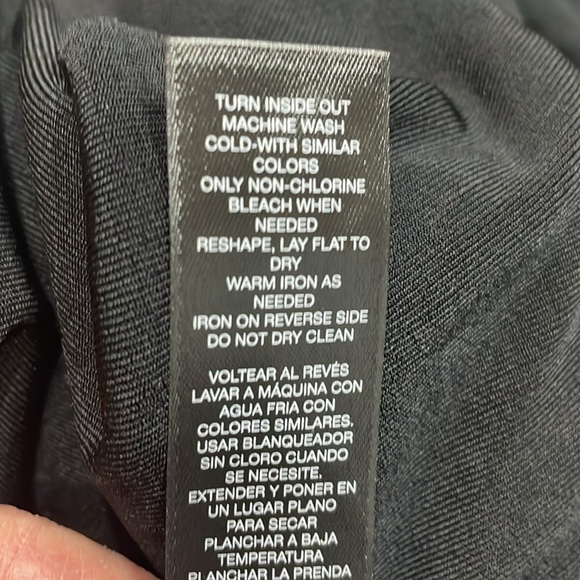 TURN INSIDE OUT
MACHINE WASH
COLD-WITH SIMILAR
COLORS
ONLY NON-CHLORINE
BLEACH WHEN
NEEDED
RESHAPE, LAY FLAT TO
DRY
WARM IRON AS
NEEDED
IRON ON REVERSE SIDE
DO NOT DRY CLEAN
VOLTEAR AL REVÉS
LAVAR A MÁQUINA CON
AGUA FRIA CON
COLORES SIMILARES.
USAR BLANQUEADOR
SIN CLORO CUANDO
SE NECESITE.
EXTENDER Y PONER EN
UN LUGAR PLANO
PARA SECAR
PLANCHAR A BAJA
TEMPERATURA
PLANCHAR LA PRENDA